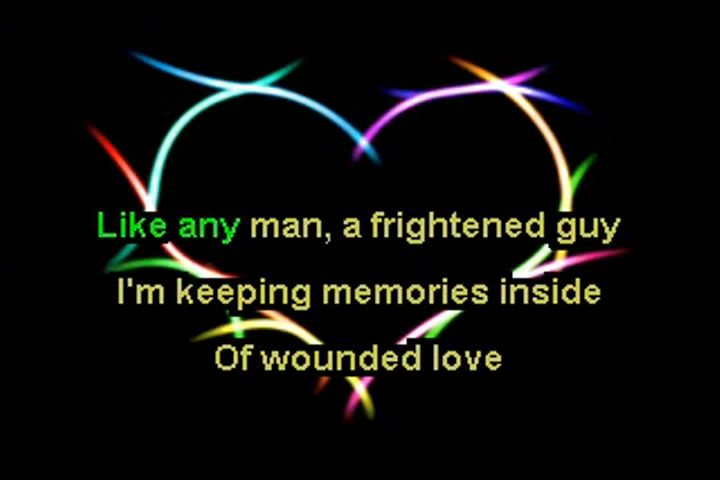 Like any man, a frightened guy
I'm keeping memories inside
Of wounded love